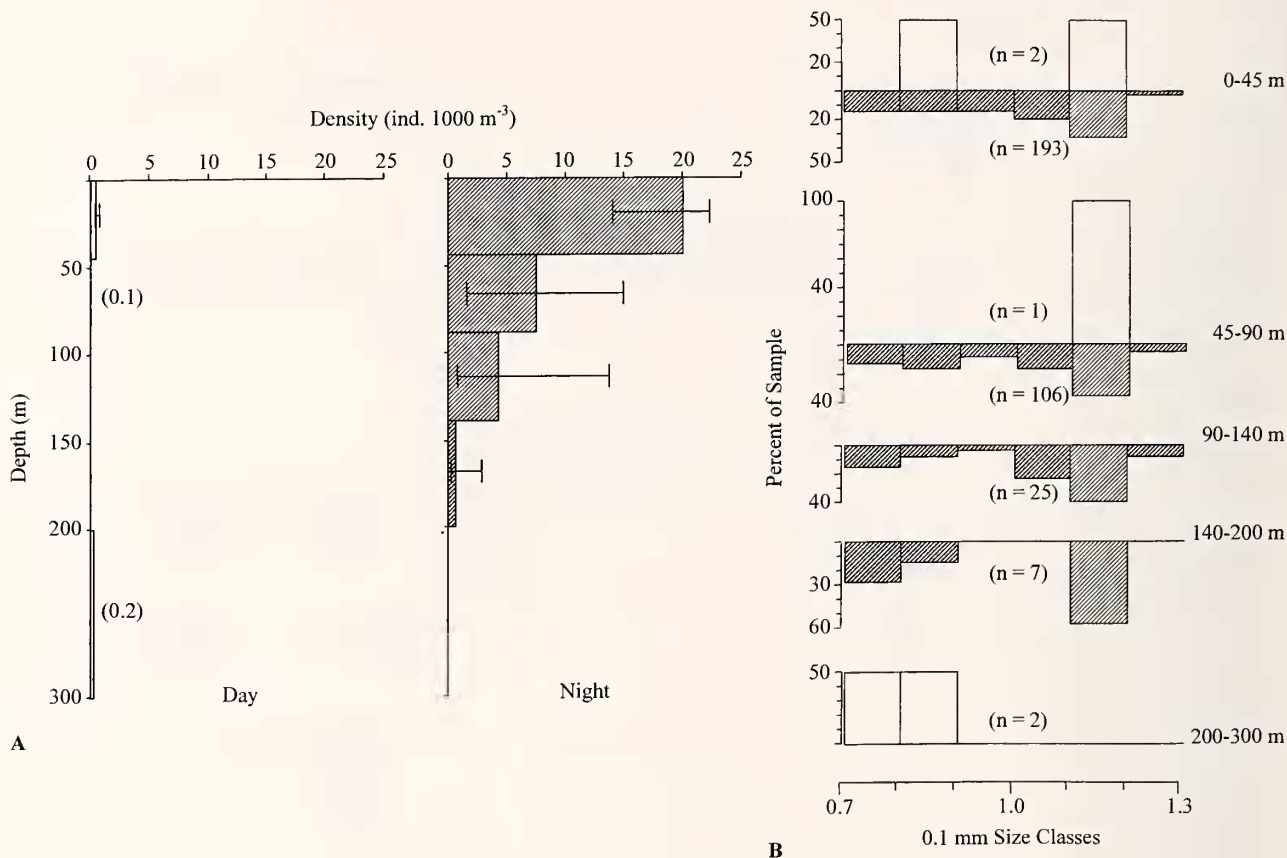 Density (ind. 1000 m-3)
0 5 10 15 20 25
0 5 10 15 20 25
50
100
150
200
300
Depth (m)
(0.1)
(0.2)
Day
Night
A
50
20
20
50
(n = 2)
(n = 193)
0-45 m
100
40
40
(n = 1)
(n = 106)
45-90 m
Percent of Sample
90-140 m
40
(n = 25)
140-200 m
30
60
(n = 7)
50
(n = 2)
200-300 m
0.7 1.0 1.3
0.1 mm Size Classes
B